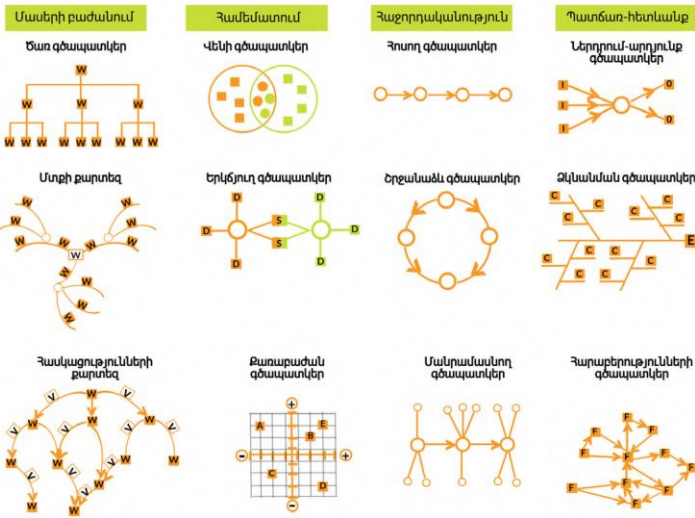 Մասերի բաժանում
Համեմատում
Հաջորդականություն
Պատճառ-հետևանք
Ծառ գծապատկեր
Վենի գծապատկեր
Հոսող գծապատկեր
Ներդրում-արդյունք
գծապատկեր
W
W W W
W W W W W W W W W
I I I
O O
Մտքի քարտեզ
Երկճյուղ գծապատկեր
Շրջանաձև գծապատկեր
Ձկնանման գծապատկեր
W W W W W W W W W W W W W
D D D S S D D D
C C C C C C C C E
Հասկացությունների
քարտեզ
Քառաբաժան
գծապատկեր
Մանրամասնող
գծապատկեր
Հարաբերությունների
գծապատկեր
V V W V V
W W W
V V V V
W W W
V V
W W
+
A E
B
- +
C
D
-
F F F F F F F F F F